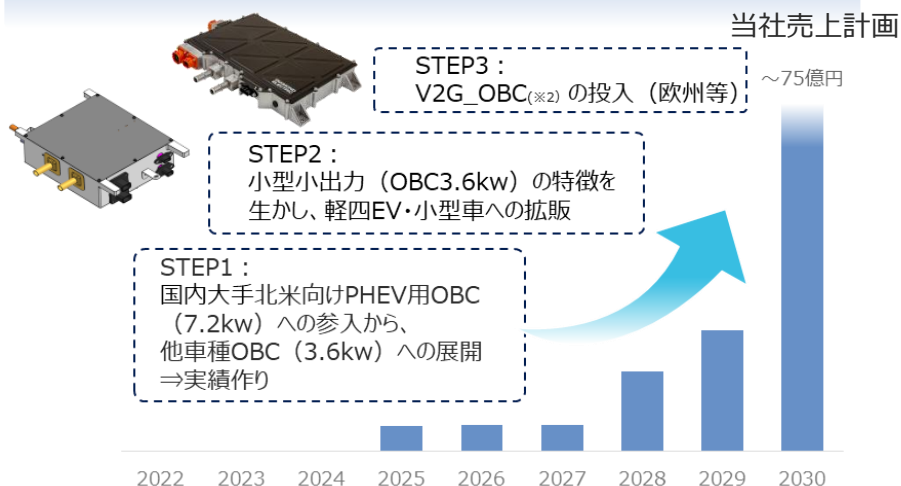 当社売上計画
～75億円
STEP3：
V2G_OBC(※2) の投入（欧州等）
STEP2：
小型小出力（OBC3.6kw）の特徴を
生かし、軽四EV・小型車への拡販
STEP1：
国内大手北米向けPHEV用OBC
（7.2kw）への参入から、
他車種OBC（3.6kw）への展開
⇒実績作り
2022 2023 2024 2025 2026 2027 2028 2029 2030